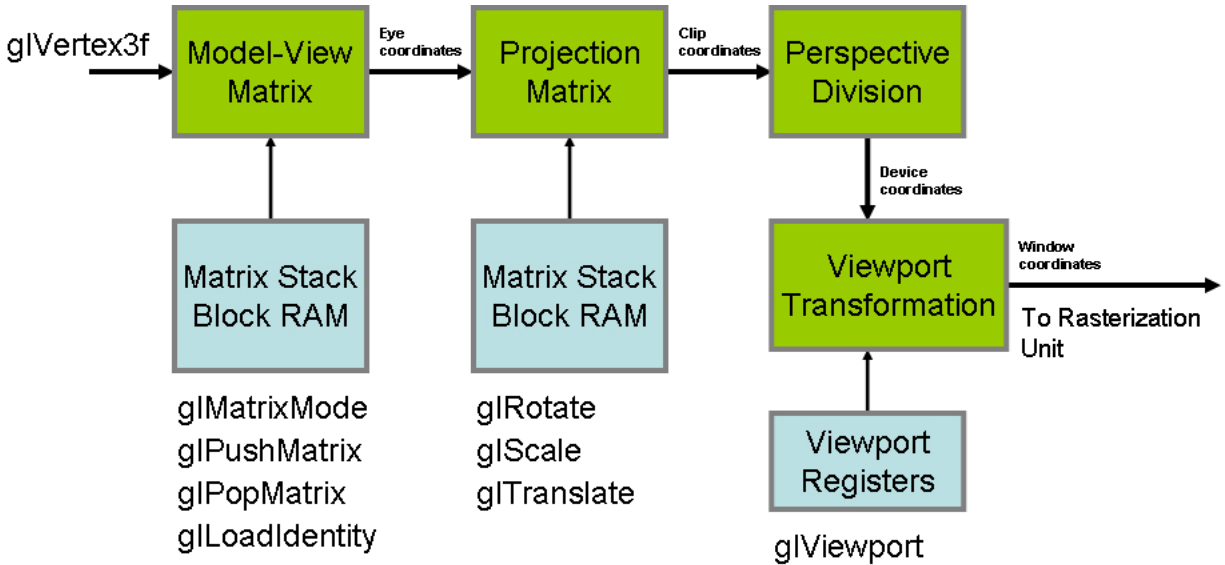 glVertex3f
Model-View
Matrix
Eye
coordinates
Projection
Matrix
Clip
coordinates
Perspective
Division
Device
coordinates
Matrix Stack
Block RAM
Matrix Stack
Block RAM
Viewport
Transformation
Window
coordinates
To Rasterization
Unit
glMatrixMode
glPushMatrix
glPopMatrix
glLoadIdentity
glRotate
glScale
glTranslate
Viewport
Registers
glViewport